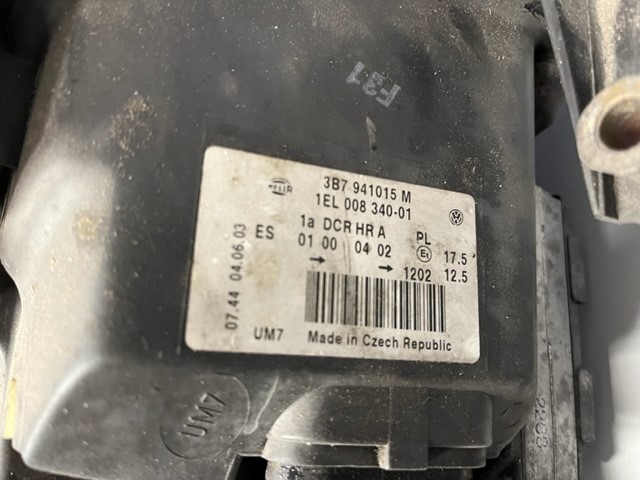 F31
3B7 941015 M
1EL 008 340-01
1a DCR HR A
PL
ES
01 00 04 02
E1
17.5
→ → 1202 12.5
07.44 04.06.03
UM7 Made in Czech Republic
UM7